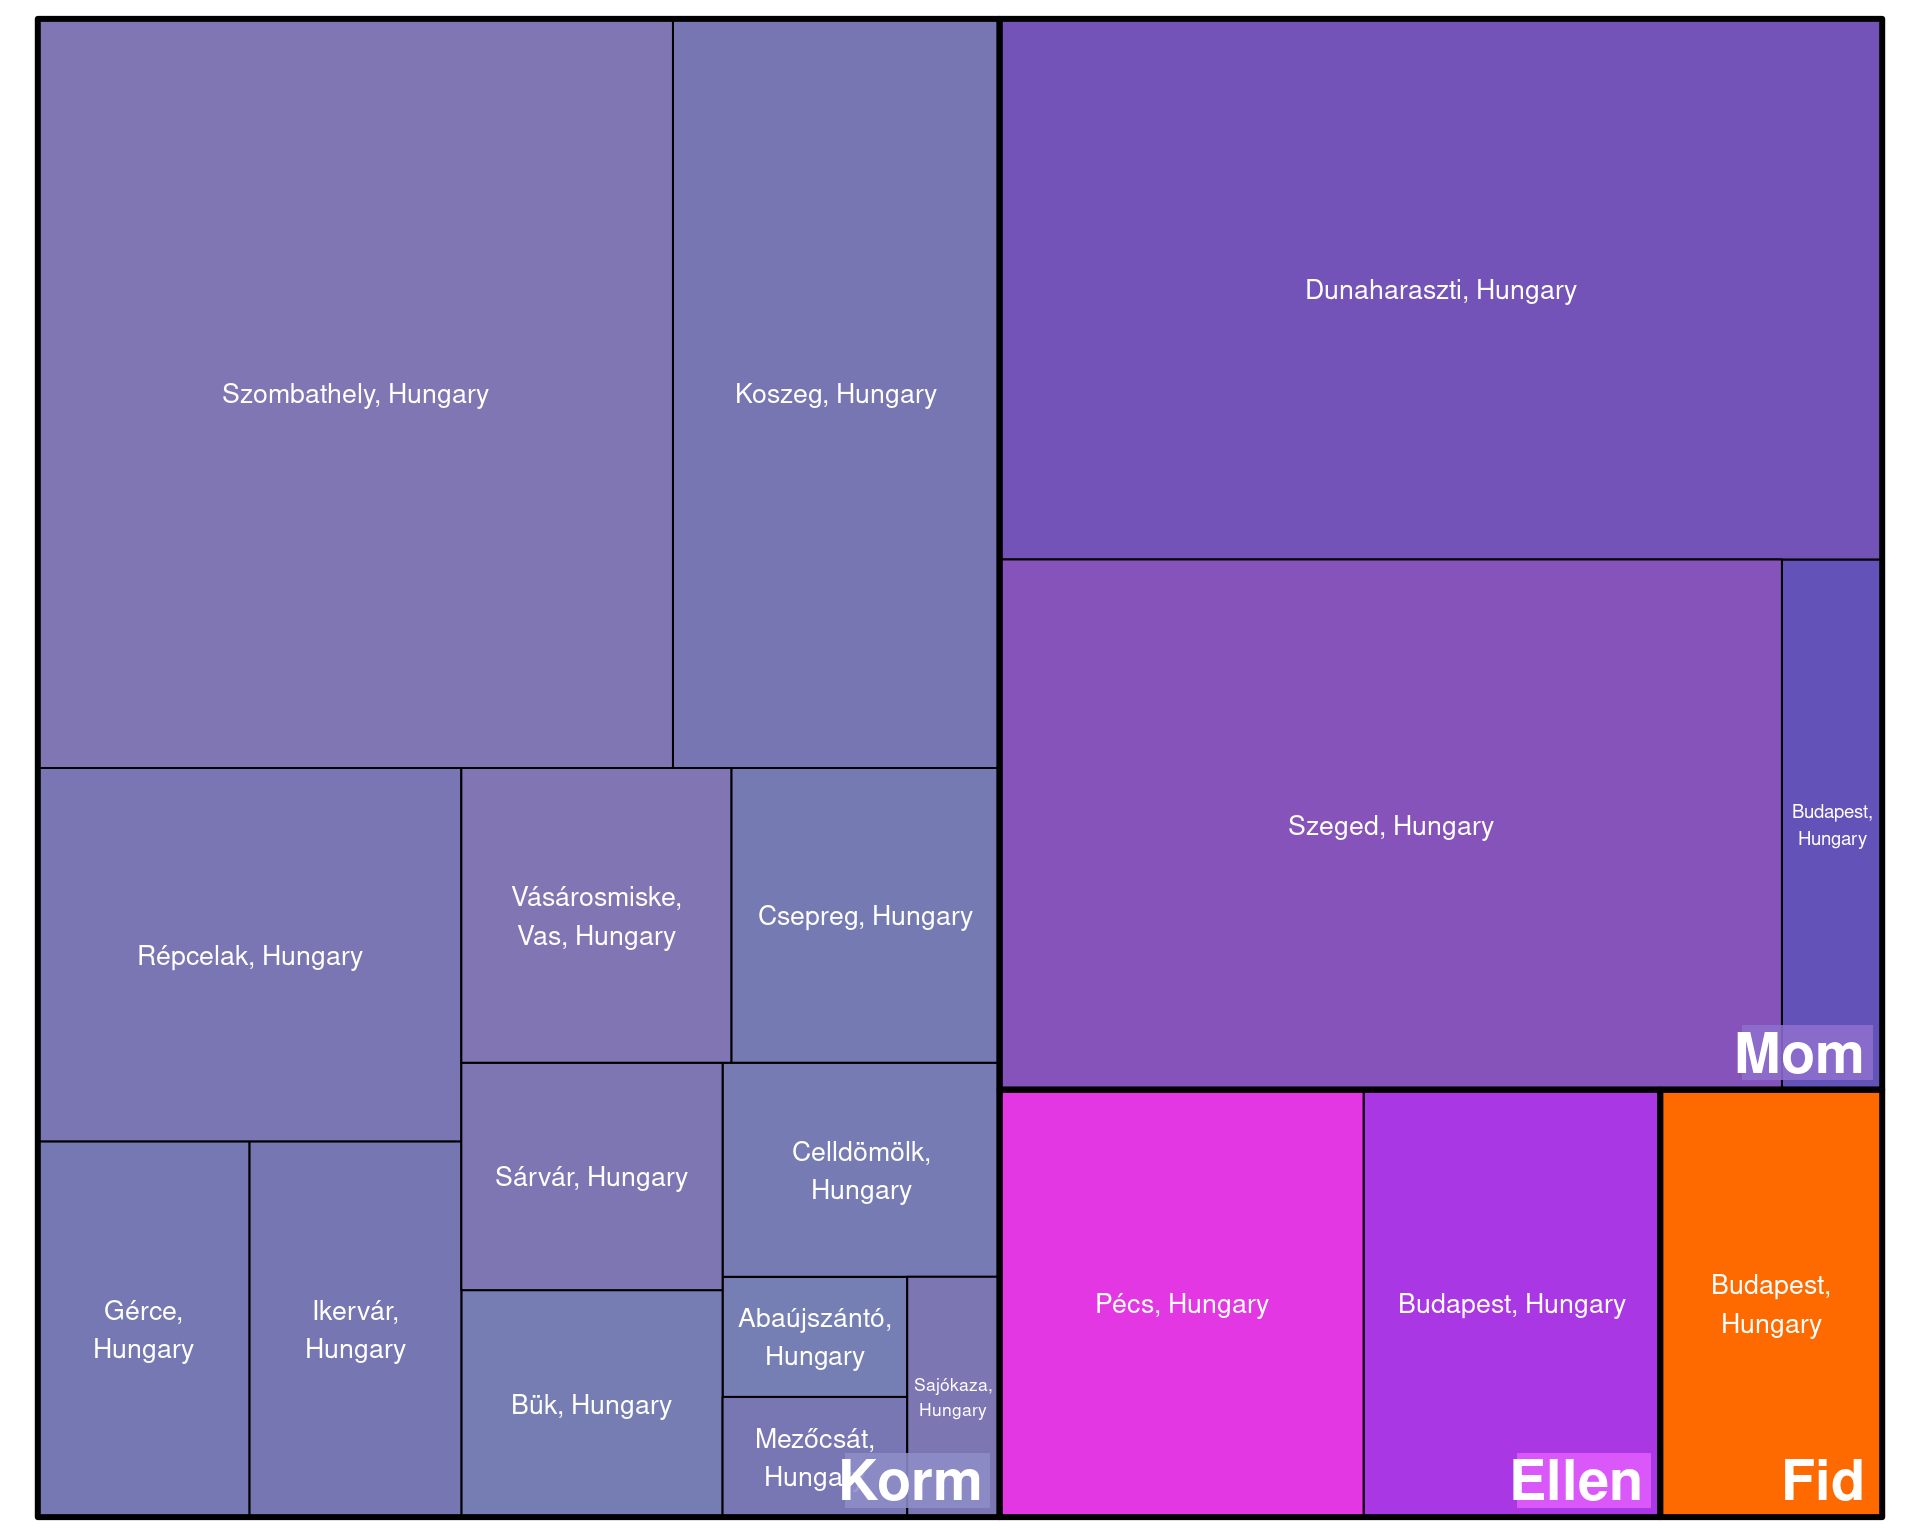 Szombathely, Hungary
Koszeg, Hungary
Dunaharaszti, Hungary
Szeged, Hungary
Budapest,
Hungary
Mom
Répcelak, Hungary
Vásárosmiske,
Vas, Hungary
Csepreg, Hungary
Sárvár, Hungary
Celldömölk,
Hungary
Gérce,
Hungary
Ikervár,
Hungary
Bük, Hungary
Abaújszántó,
Hungary
Sajókaza,
Hungary
Mezőcsát,
Hunga
Korm
Pécs, Hungary
Budapest, Hungary
Ellen
Budapest,
Hungary
Fid